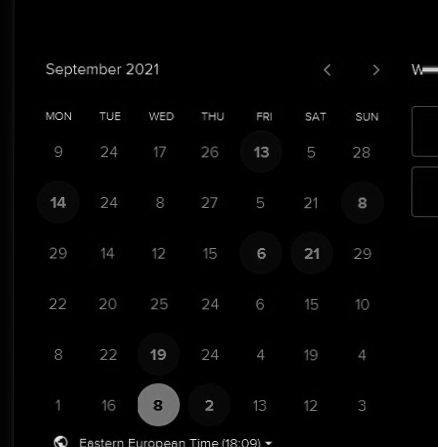 September 2021
MON TUE WED THU FRI SAT SUN
9 24 17 26 13 5 28
14 24 8 27 5 21 8
29 14 12 15 6 21 29
22 20 25 24 6 15 10
8 22 19 24 4 19 4
1 16 8 2 13 12 3
Eastern European Time (18:09)